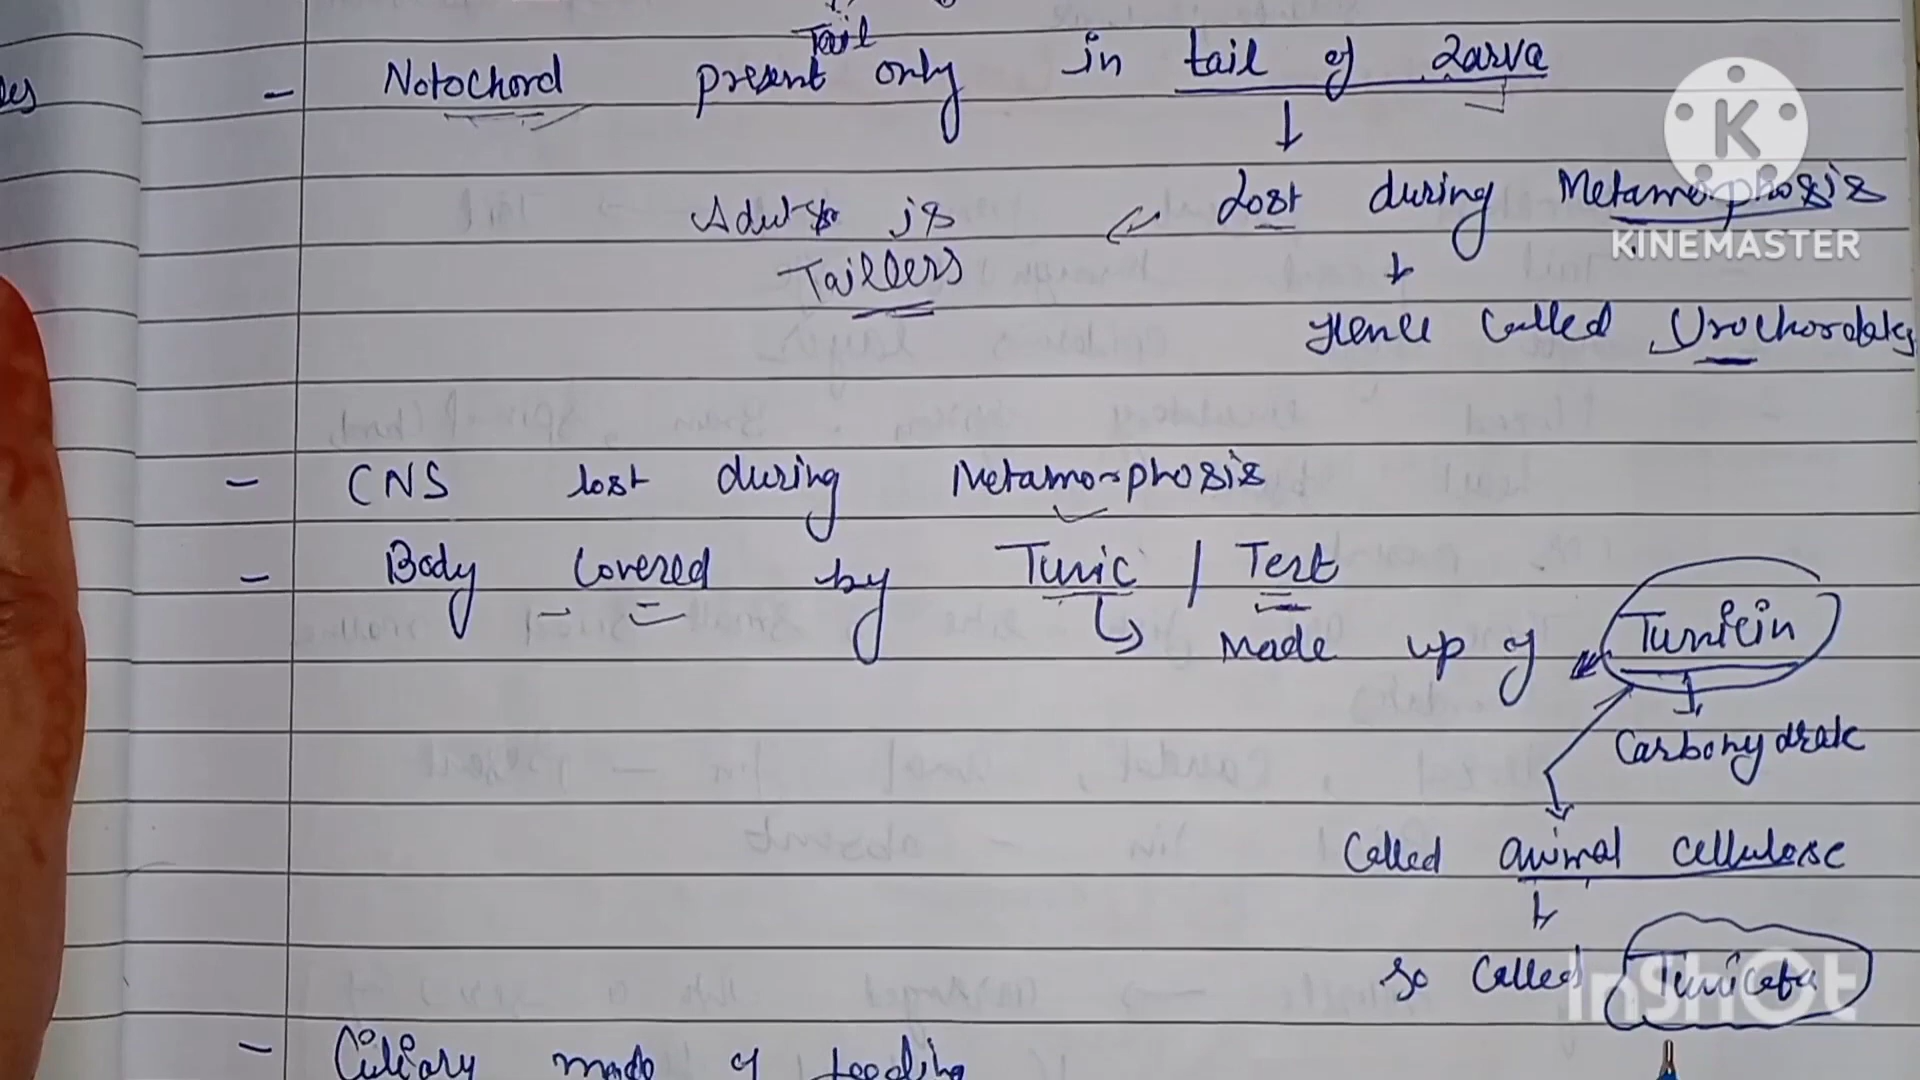 Tail
- Notochord present only in tail of Larva
Lost during Metamorphosis
Adult is
Tailless
Hence called Urochordata
- CNS lost during Metamorphosis
- Body covered by Tunic / Test
Made up of Tunicin
Carbohydrate
Called animal cellulose
So called Tunicata
- Ciliary mode of feeding
K
KINEMASTER
InShOt